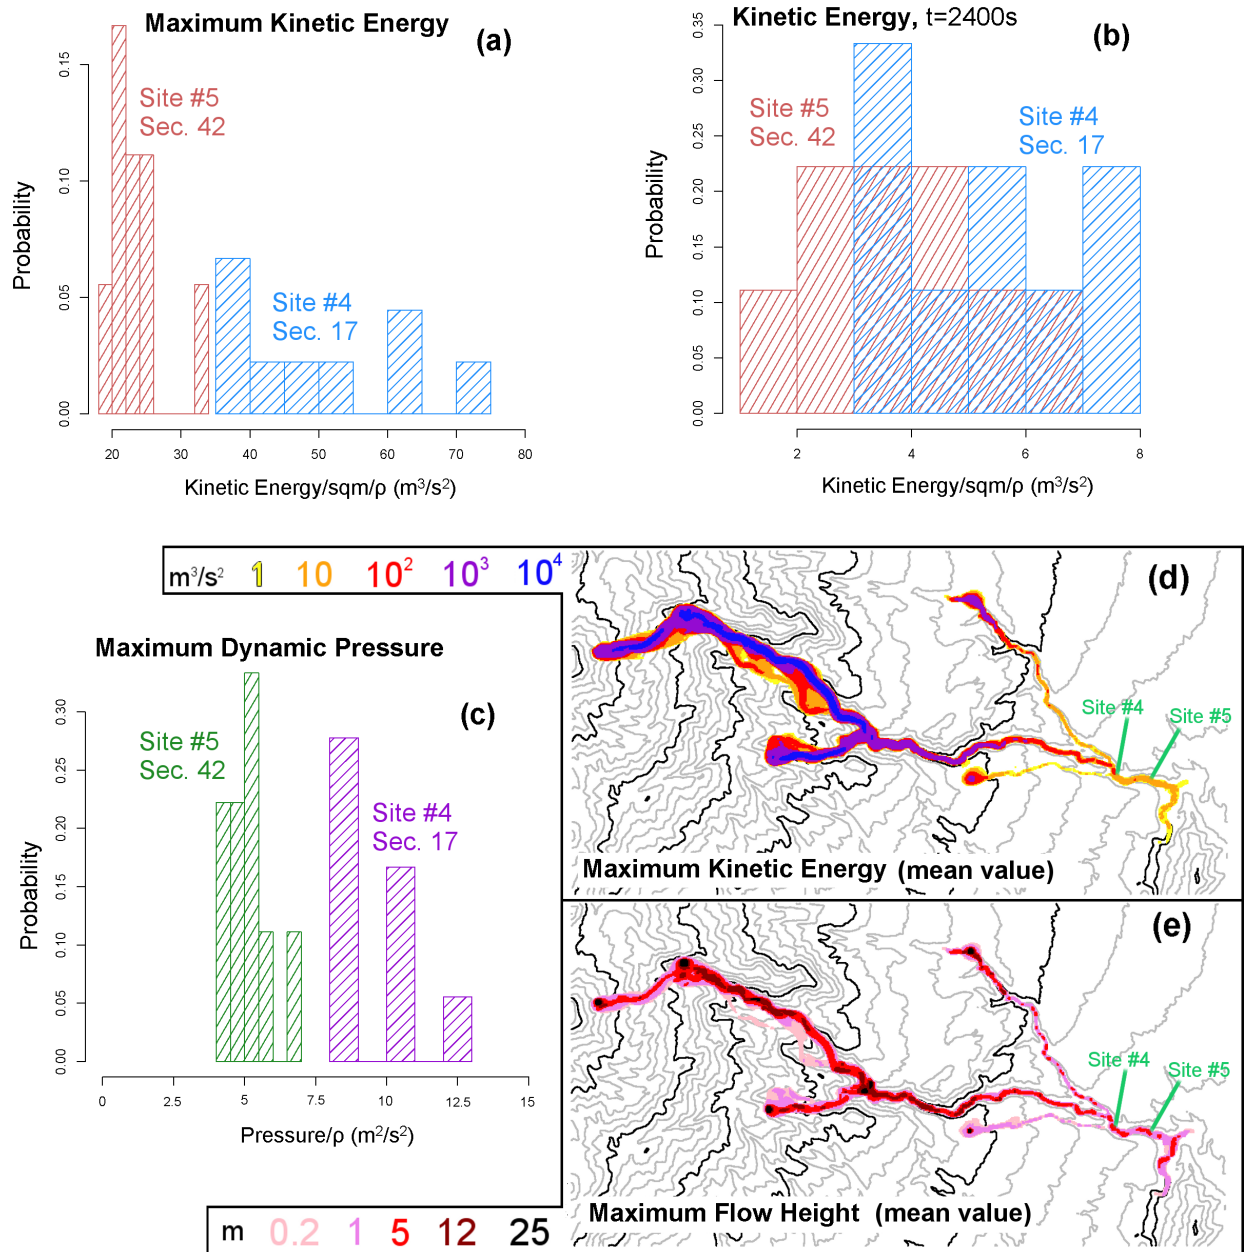 Maximum Kinetic Energy
(a)
Site #5
Sec. 42
Site #4
Sec. 17
Probability
0.00
0.05
0.10
0.15
20 30 40 50 60 70 80
Kinetic Energy/sqm/ρ (m³/s²)
Kinetic Energy, t=2400s
(b)
Site #5
Sec. 42
Site #4
Sec. 17
Probability
0.00
0.05
0.10
0.15
0.20
0.25
0.30
0.35
2 4 6 8
Kinetic Energy/sqm/ρ (m³/s²)
m³/s² 1 10 10² 10³ 10⁴
Maximum Dynamic Pressure
(c)
Site #5
Sec. 42
Site #4
Sec. 17
Probability
0.00
0.05
0.10
0.15
0.20
0.25
0.30
0 2.5 5 7.5 10 12.5 15
Pressure/ρ (m²/s²)
(d)
Site #4
Site #5
Maximum Kinetic Energy (mean value)
(e)
Site #4
Site #5
Maximum Flow Height (mean value)
m 0.2 1 5 12 25